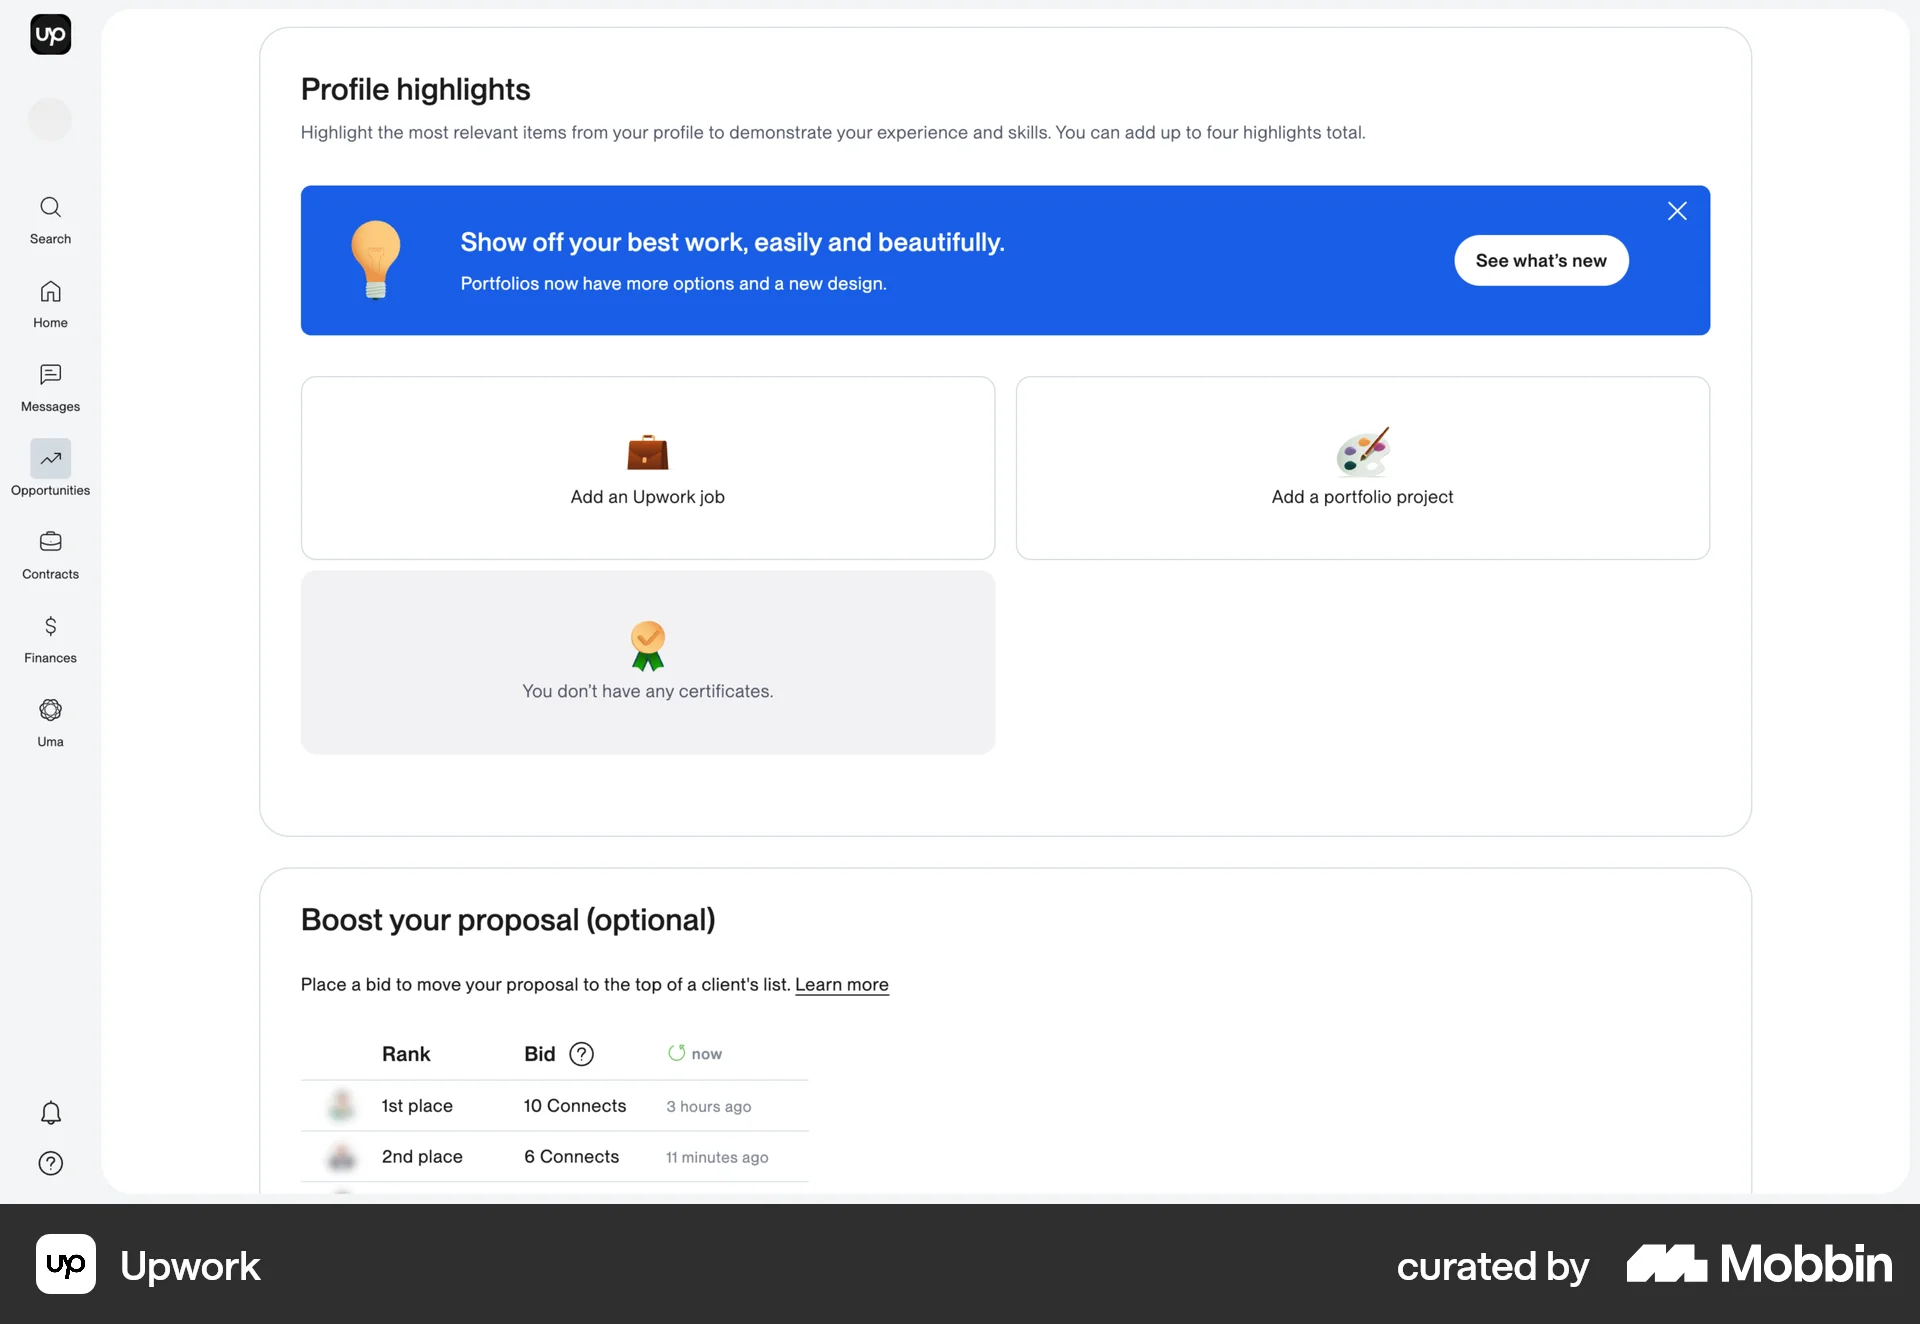 up
Search
Home
Messages
Opportunities
Contracts
Finances
Uma
Profile highlights
Highlight the most relevant items from your profile to demonstrate your experience and skills. You can add up to four highlights total.
Show off your best work, easily and beautifully.
Portfolios now have more options and a new design.
See what's new
Add an Upwork job
Add a portfolio project
You don't have any certificates.
Boost your proposal (optional)
Place a bid to move your proposal to the top of a client's list. Learn more
Rank Bid ? now
1st place 10 Connects 3 hours ago
2nd place 6 Connects 11 minutes ago
?
up Upwork curated by Mobbin